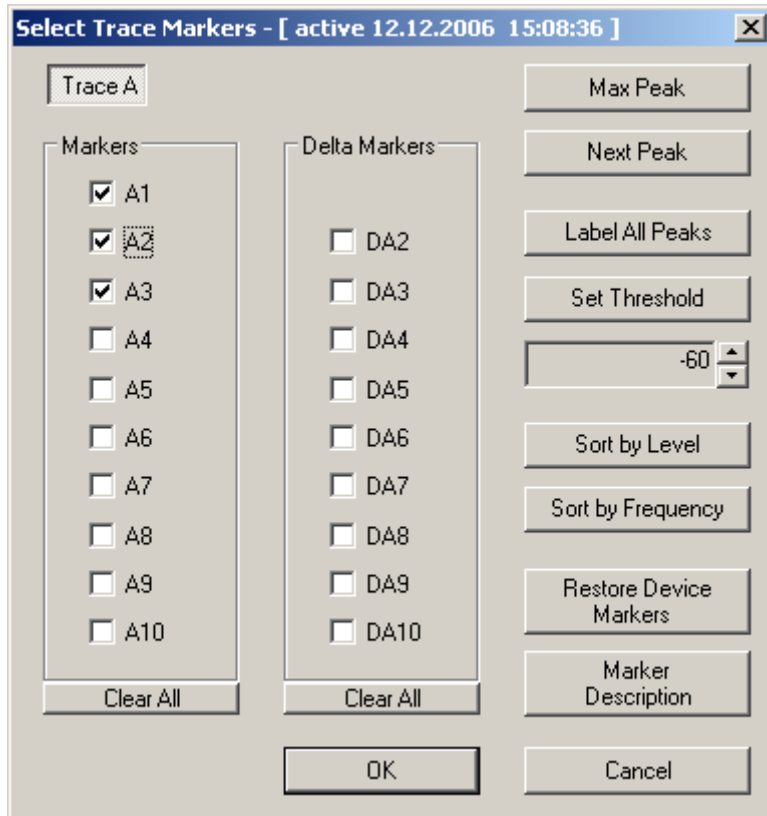 Select Trace Markers - [ active 12.12.2006  15:08:36 ]
Trace A
Markers
A1
A2
A3
A4
A5
A6
A7
A8
A9
A10
Clear All
Delta Markers
DA2
DA3
DA4
DA5
DA6
DA7
DA8
DA9
DA10
Clear All
Max Peak
Next Peak
Label All Peaks
Set Threshold
-60
Sort by Level
Sort by Frequency
Restore Device
Markers
Marker
Description
OK
Cancel